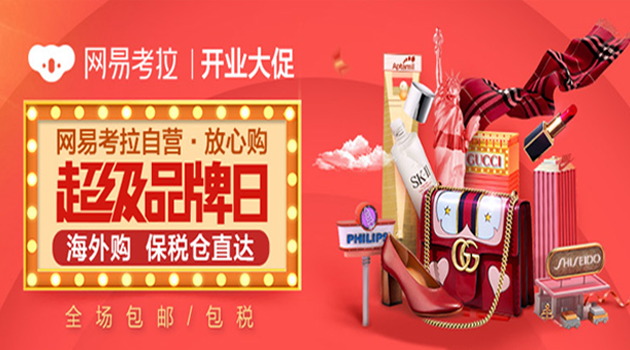 网易考拉 | 开业大促
网易考拉自营·放心购
超级品牌日
海外购 保税仓直达
全场包邮/包税
Aptamil
SK-II
GUCCI
PHILIPS
SHISEIDO